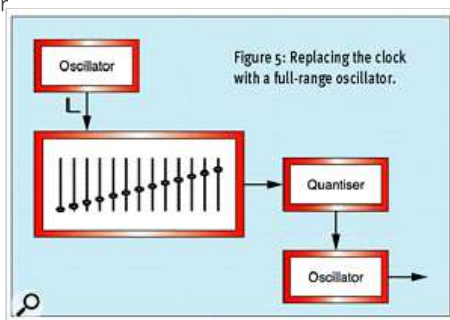 r
Oscillator
Figure 5: Replacing the clock
with a full-range oscillator.
Quantiser
Oscillator